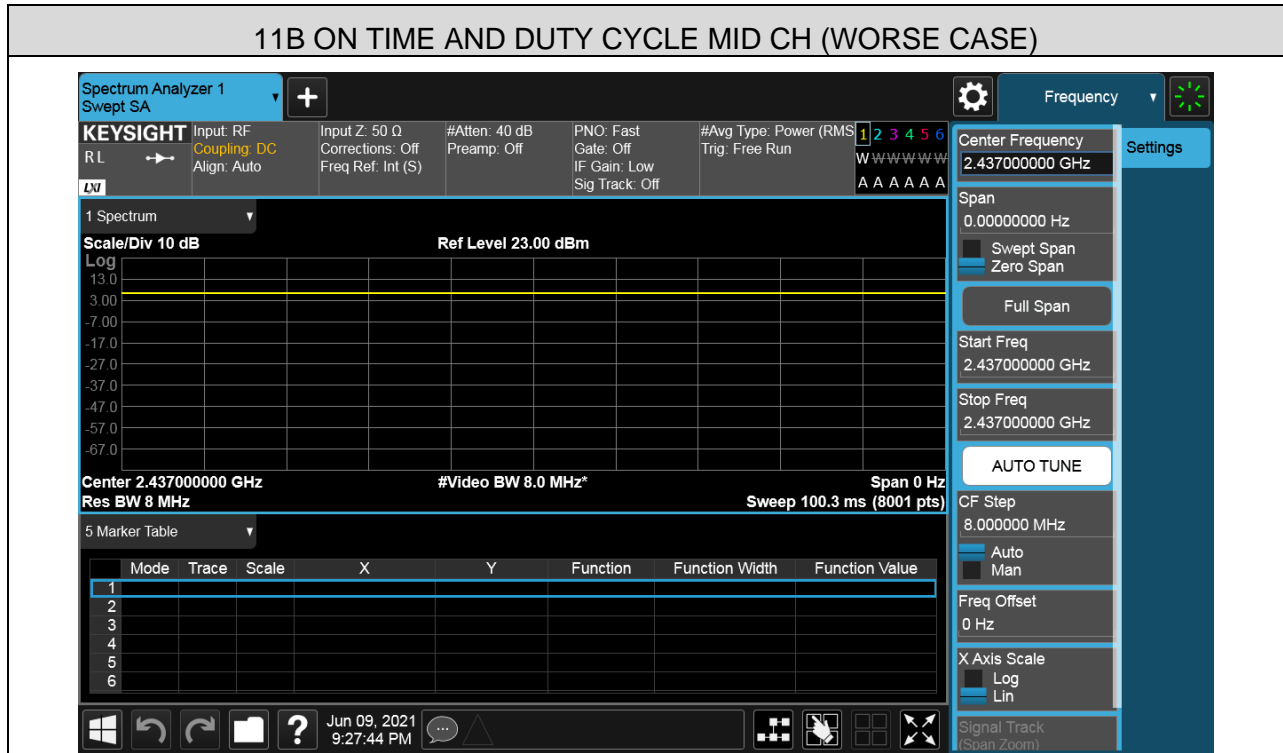 11B ON TIME AND DUTY CYCLE MID CH (WORSE CASE)
Spectrum Analyzer 1
Swept SA
Frequency
KEYSIGHT
RL
LXI
Input: RF
Coupling: DC
Align: Auto
Input Z: 50 Ω
Corrections: Off
Freq Ref: Int (S)
#Atten: 40 dB
Preamp: Off
PNO: Fast
Gate: Off
IF Gain: Low
Sig Track: Off
#Avg Type: Power (RMS
Trig: Free Run
1 2 3 4 5 6
W W W W W W
A A A A A A
1 Spectrum
Scale/Div 10 dB
Ref Level 23.00 dBm
Log
13.0
3.00
-7.00
-17.0
-27.0
-37.0
-47.0
-57.0
-67.0
Center 2.437000000 GHz
#Video BW 8.0 MHz*
Span 0 Hz
Res BW 8 MHz
Sweep 100.3 ms (8001 pts)
5 Marker Table
Mode Trace Scale X Y Function Function Width Function Value
1
2
3
4
5
6
Jun 09, 2021
9:27:44 PM
Center Frequency
2.437000000 GHz
Settings
Span
0.00000000 Hz
Swept Span
Zero Span
Full Span
Start Freq
2.437000000 GHz
Stop Freq
2.437000000 GHz
AUTO TUNE
CF Step
8.000000 MHz
Auto
Man
Freq Offset
0 Hz
X Axis Scale
Log
Lin
Signal Track
(Span Zoom)